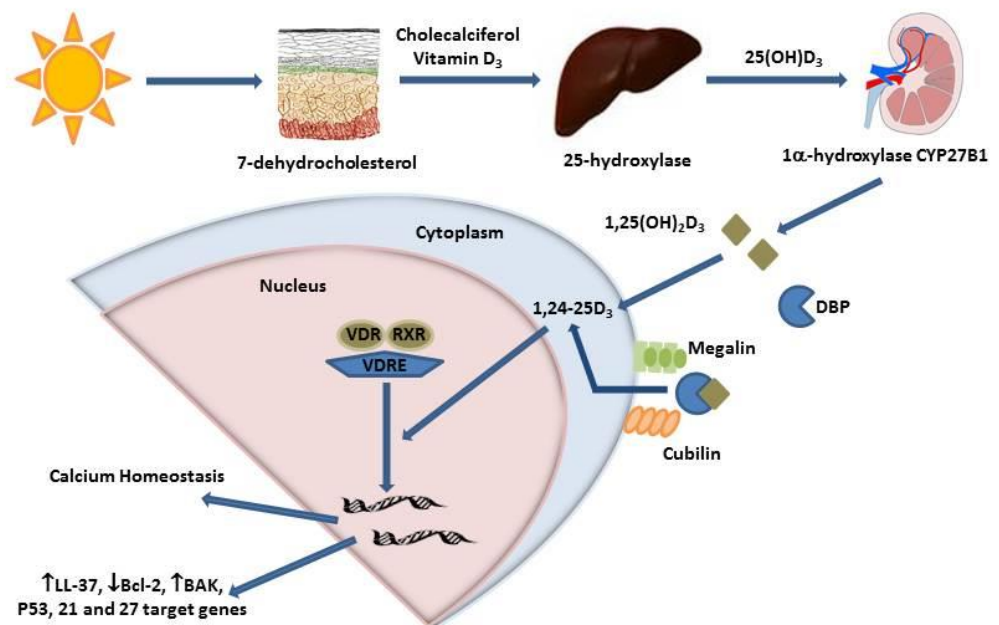 Cholecalciferol
Vitamin D₃
25(OH)D₃
7-dehydrocholesterol
25-hydroxylase
1α-hydroxylase CYP27B1
1,25(OH)₂D₃
Cytoplasm
Nucleus
1,24-25D₃
DBP
VDR
RXR
VDRE
Megalin
Cubilin
Calcium Homeostasis
↑LL-37, ↓Bcl-2, ↑BAK,
P53, 21 and 27 target genes